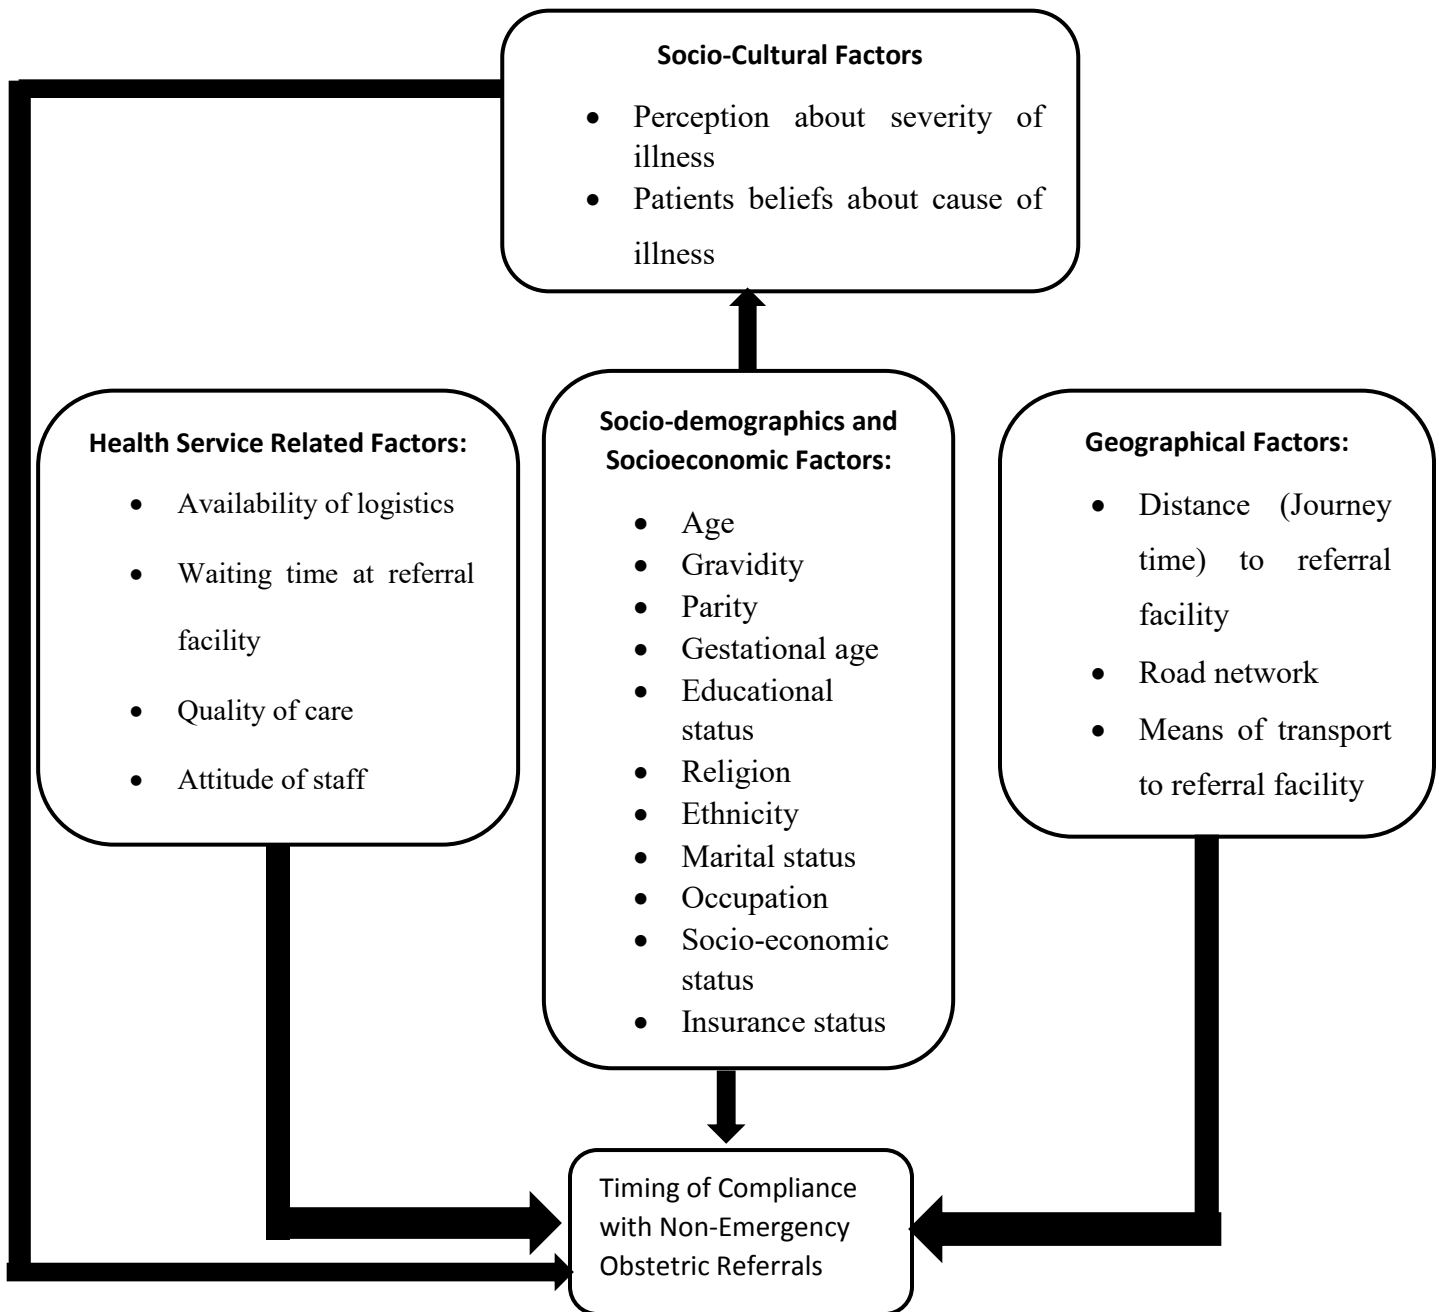 Socio-Cultural Factors
• Perception about severity of
illness
• Patients beliefs about cause of
illness
Health Service Related Factors:
• Availability of logistics
• Waiting time at referral
facility
• Quality of care
• Attitude of staff
Socio-demographics and
Socioeconomic Factors:
• Age
• Gravidity
• Parity
• Gestational age
• Educational
status
• Religion
• Ethnicity
• Marital status
• Occupation
• Socio-economic
status
• Insurance status
Geographical Factors:
• Distance (Journey
time) to referral
facility
• Road network
• Means of transport
to referral facility
Timing of Compliance
with Non-Emergency
Obstetric Referrals